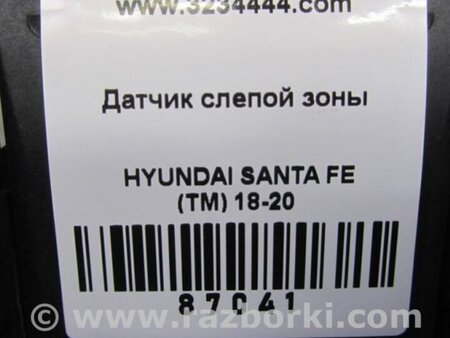 www.3234444.com
Датчик слепой зоны
HYUNDAI SANTA FE
(TM) 18-20
87041
© www.razborki.com